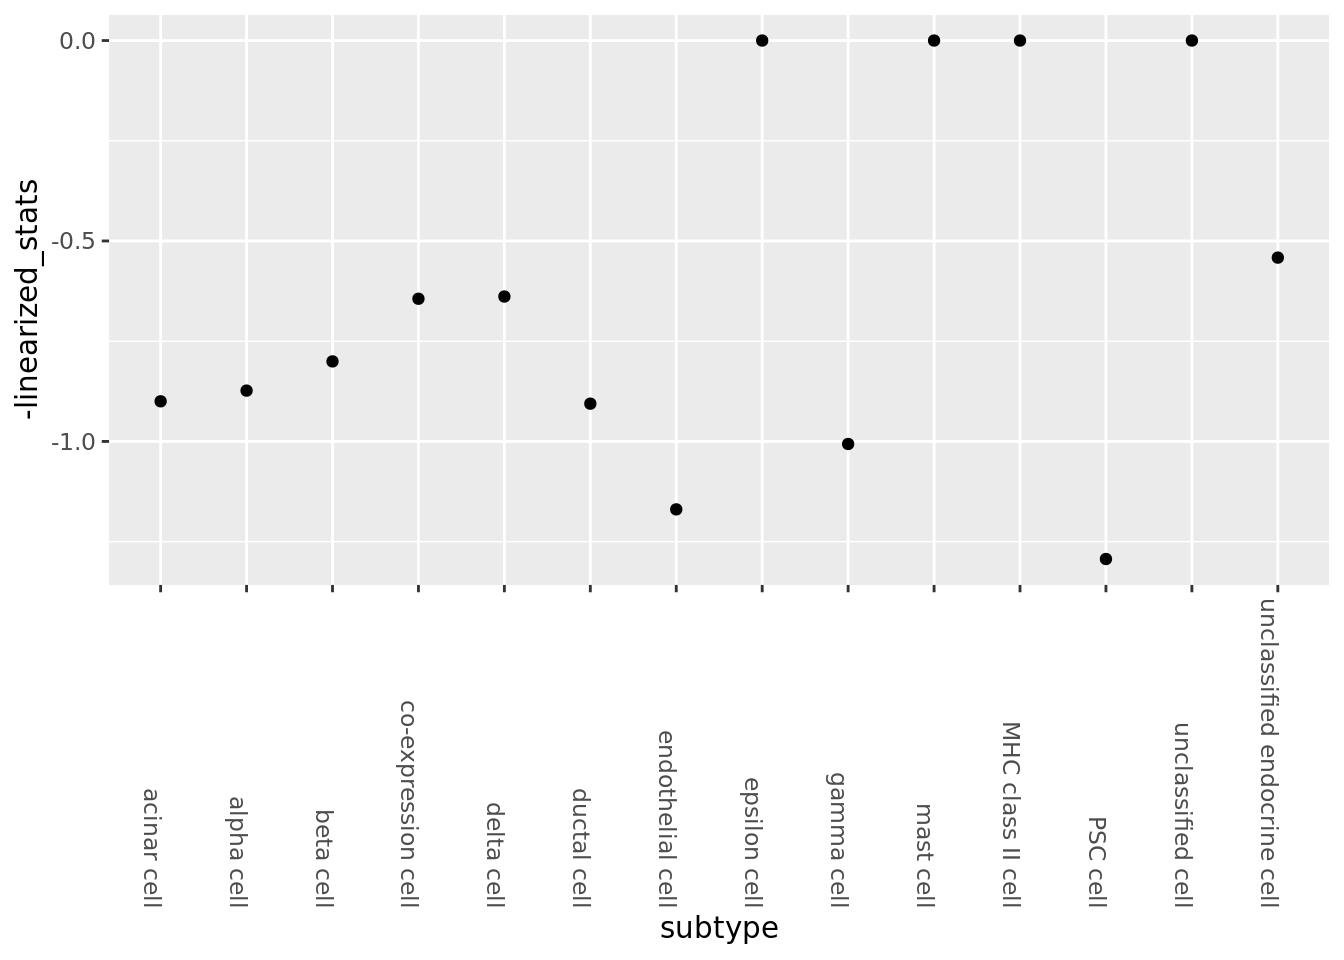 0.0
-0.5
-1.0
-linearized_stats
acinar cell
alpha cell
beta cell
co-expression cell
delta cell
ductal cell
endothelial cell
epsilon cell
gamma cell
mast cell
MHC class II cell
PSC cell
unclassified cell
unclassified endocrine cell
subtype